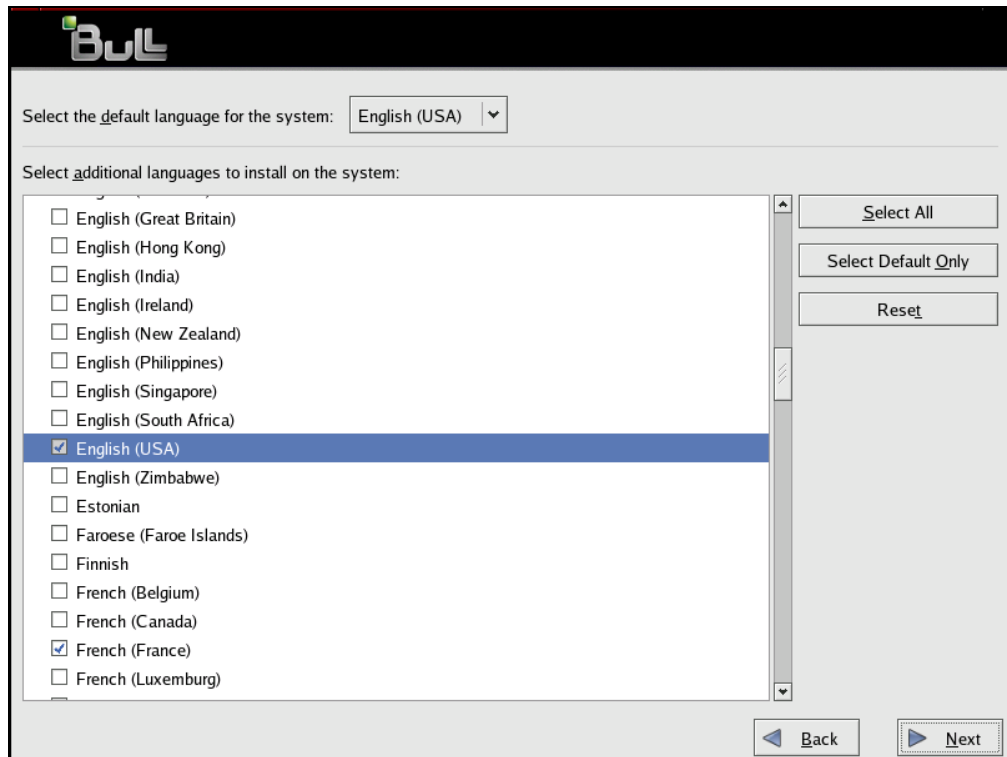 Bull
Select the default language for the system: English (USA)
Select additional languages to install on the system:
English (Great Britain)
English (Hong Kong)
English (India)
English (Ireland)
English (New Zealand)
English (Philippines)
English (Singapore)
English (South Africa)
English (USA)
English (Zimbabwe)
Estonian
Faroese (Faroe Islands)
Finnish
French (Belgium)
French (Canada)
French (France)
French (Luxemburg)
Select All
Select Default Only
Reset
Back
Next